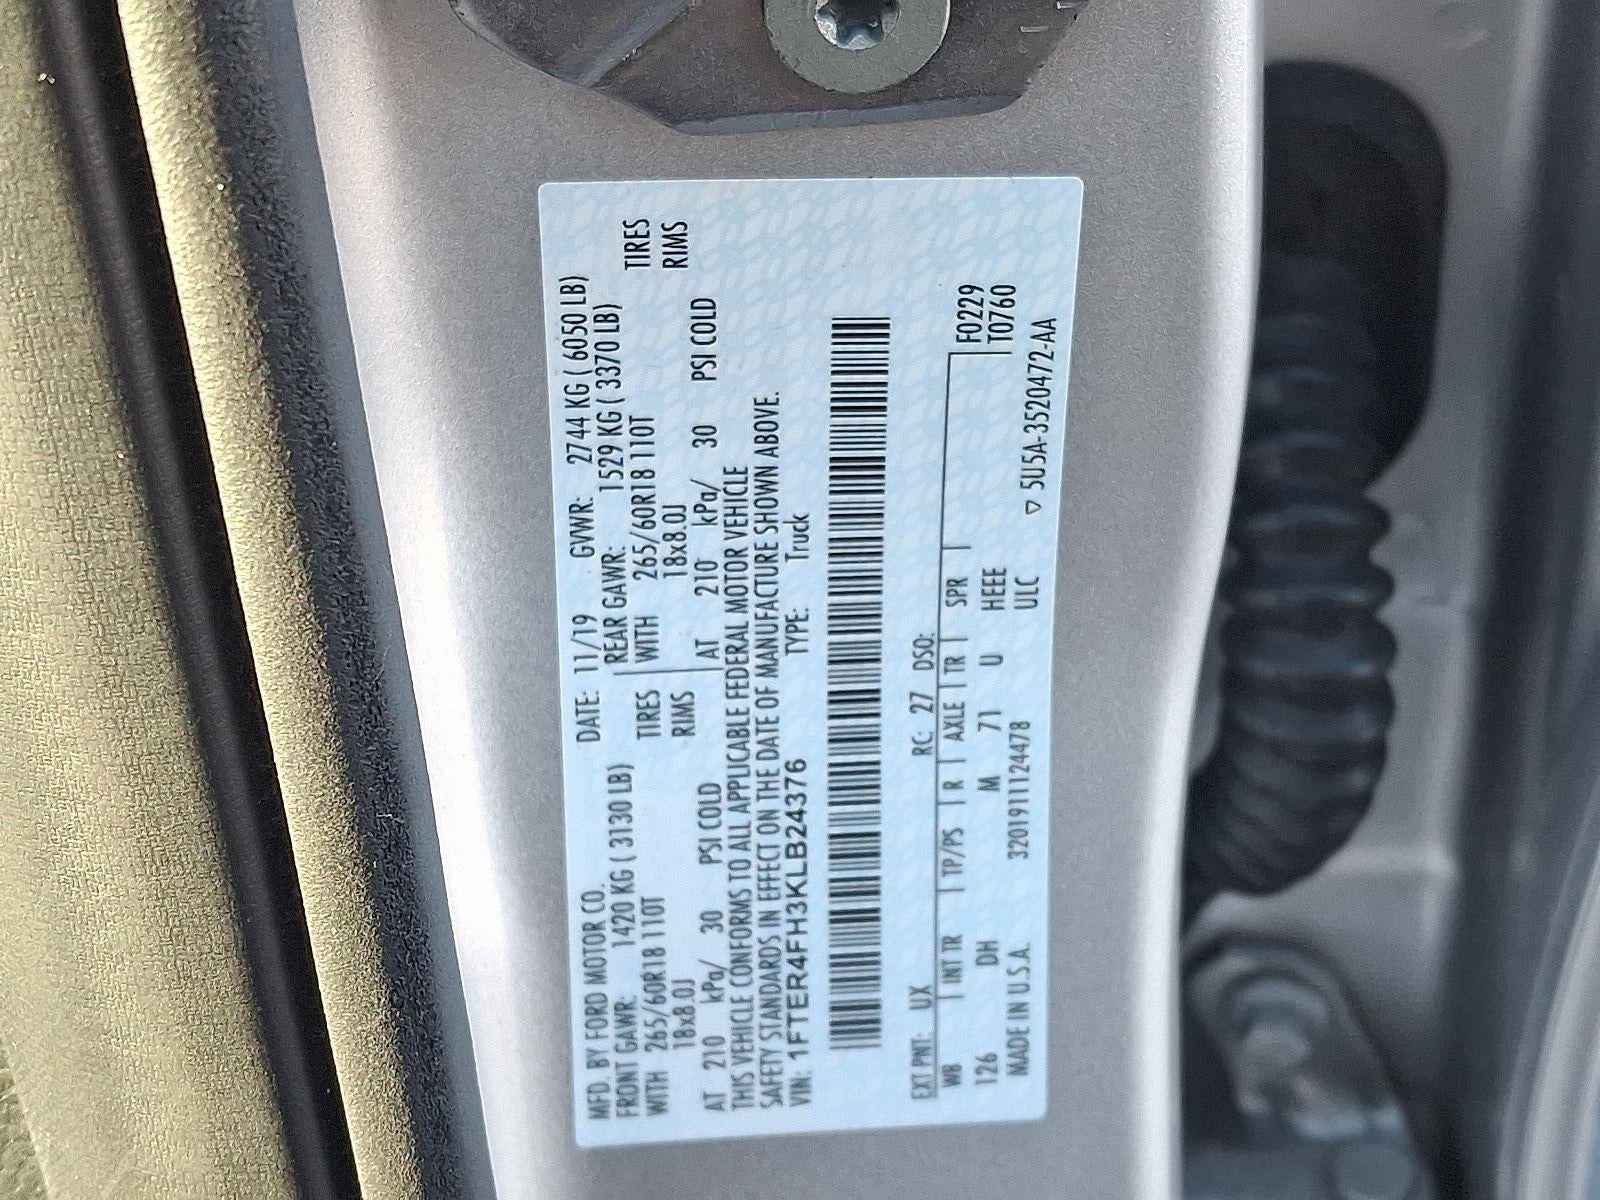 MFD. BY FORD MOTOR CO. DATE: 11/19 GVWR: 2744 KG ( 6050 LB)
FRONT GAWR: 1420 KG ( 3130 LB) REAR GAWR: 1529 KG ( 3370 LB)
WITH 265/60R18 110T TIRES WITH 265/60R18 110T TIRES
18x8.0J RIMS 18x8.0J RIMS
AT 210 kPa/ 30 PSI COLD AT 210 kPa/ 30 PSI COLD
THIS VEHICLE CONFORMS TO ALL APPLICABLE FEDERAL MOTOR VEHICLE
SAFETY STANDARDS IN EFFECT ON THE DATE OF MANUFACTURE SHOWN ABOVE.
VIN: 1FTER4FH3KLB24376 TYPE: Truck
EXT PNT: UX RC: 27 DSO: F0229
WB INT TR TP/PS R AXLE TR SPR T0760
126 DH M 71 U HEEE
MADE IN U.S.A. 320191124478 ULC ▽ 5U5A-3520472-AA